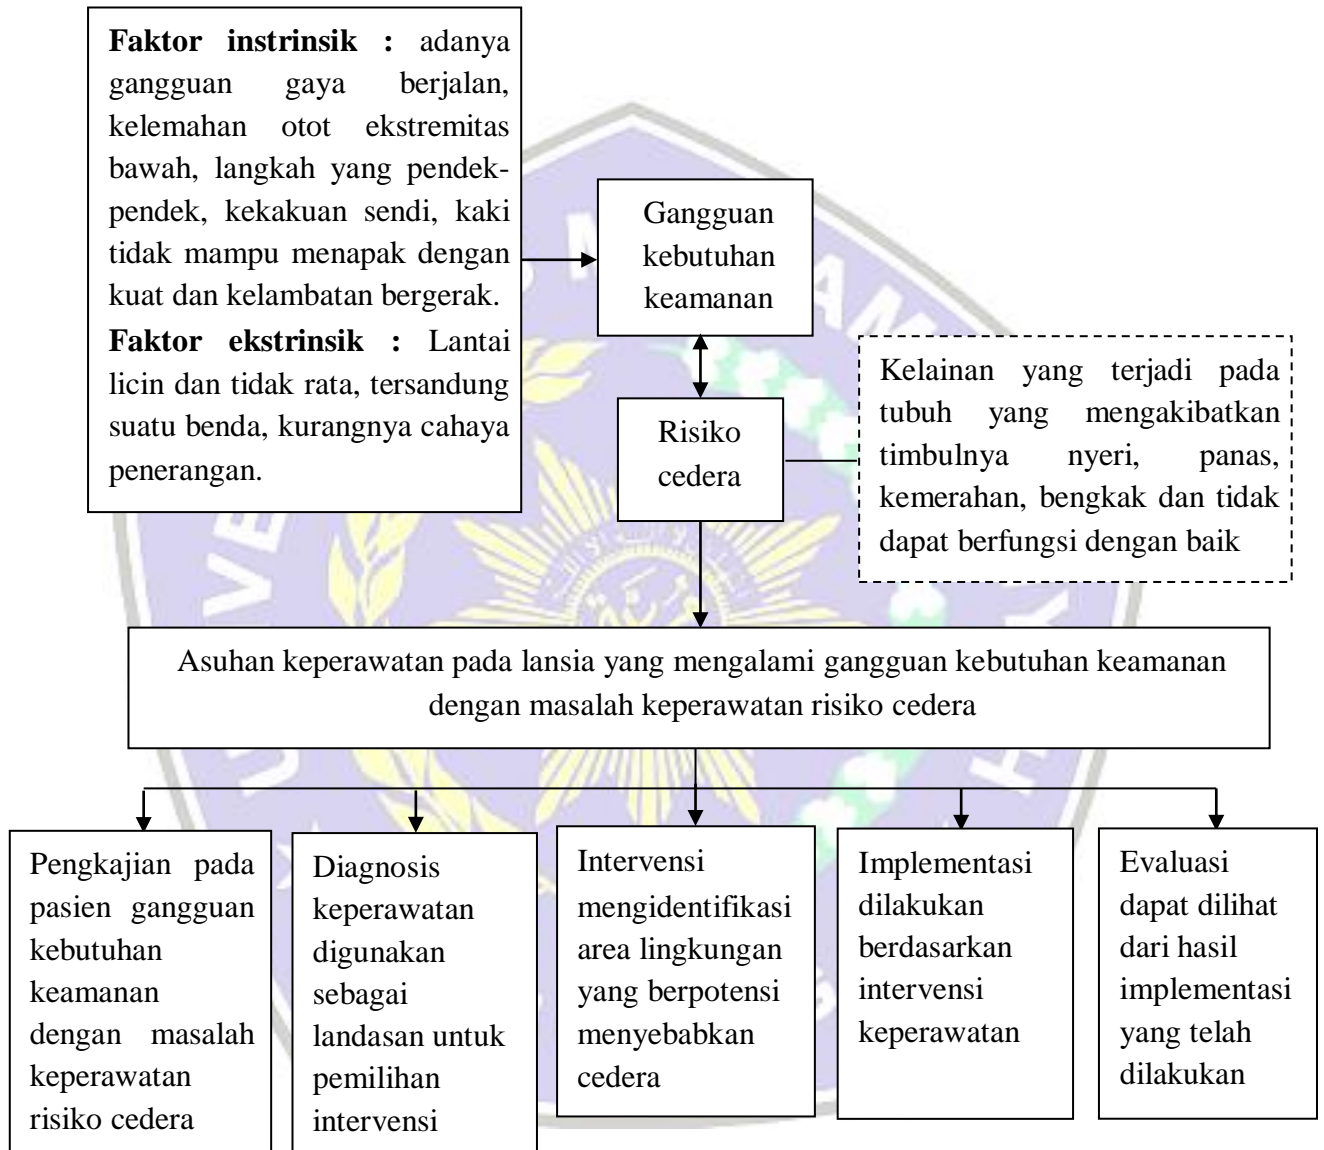 Faktor instrinsik : adanya
gangguan gaya berjalan,
kelemahan otot ekstremitas
bawah, langkah yang pendek-
pendek, kekakuan sendi, kaki
tidak mampu menapak dengan
kuat dan kelambatan bergerak.
Faktor ekstrinsik : Lantai
licin dan tidak rata, tersandung
suatu benda, kurangnya cahaya
penerangan.
Gangguan
kebutuhan
keamanan
Risiko
cedera
Kelainan yang terjadi pada
tubuh yang mengakibatkan
timbulnya nyeri, panas,
kemerahan, bengkak dan tidak
dapat berfungsi dengan baik
Asuhan keperawatan pada lansia yang mengalami gangguan kebutuhan keamanan
dengan masalah keperawatan risiko cedera
Pengkajian pada
pasien gangguan
kebutuhan
keamanan
dengan masalah
keperawatan
risiko cedera
Diagnosis
keperawatan
digunakan
sebagai
landasan untuk
pemilihan
intervensi
Intervensi
mengidentifikasi
area lingkungan
yang berpotensi
menyebabkan
cedera
Implementasi
dilakukan
berdasarkan
intervensi
keperawatan
Evaluasi
dapat dilihat
dari hasil
implementasi
yang telah
dilakukan